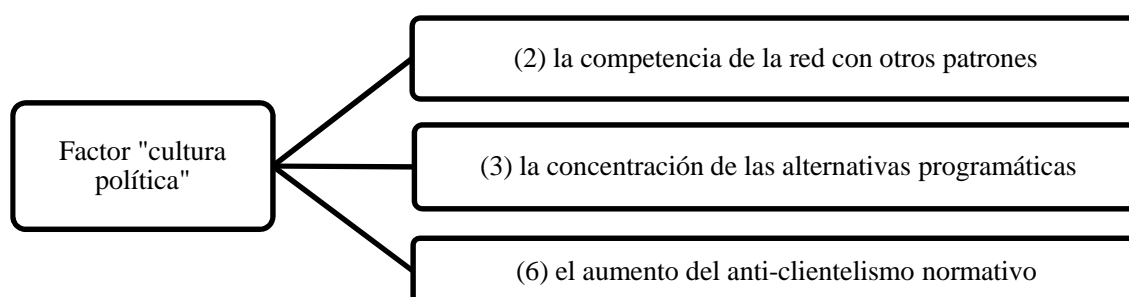 Factor "cultura
política"
(2) la competencia de la red con otros patrones
(3) la concentración de las alternativas programáticas
(6) el aumento del anti-clientelismo normativo